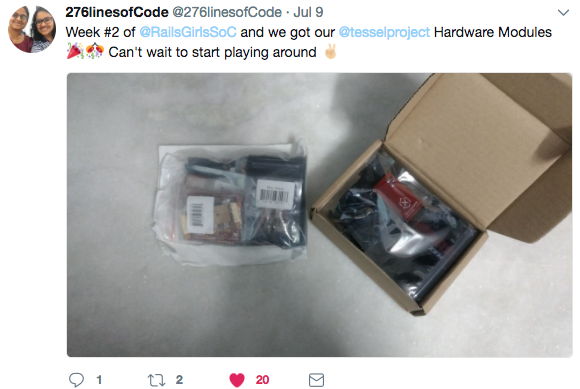 276linesofCode @276linesofCode · Jul 9
Week #2 of @RailsGirlsSoC and we got our @tesselproject Hardware Modules
🎉🎊 Can't wait to start playing around ✌🏼
1 2 20